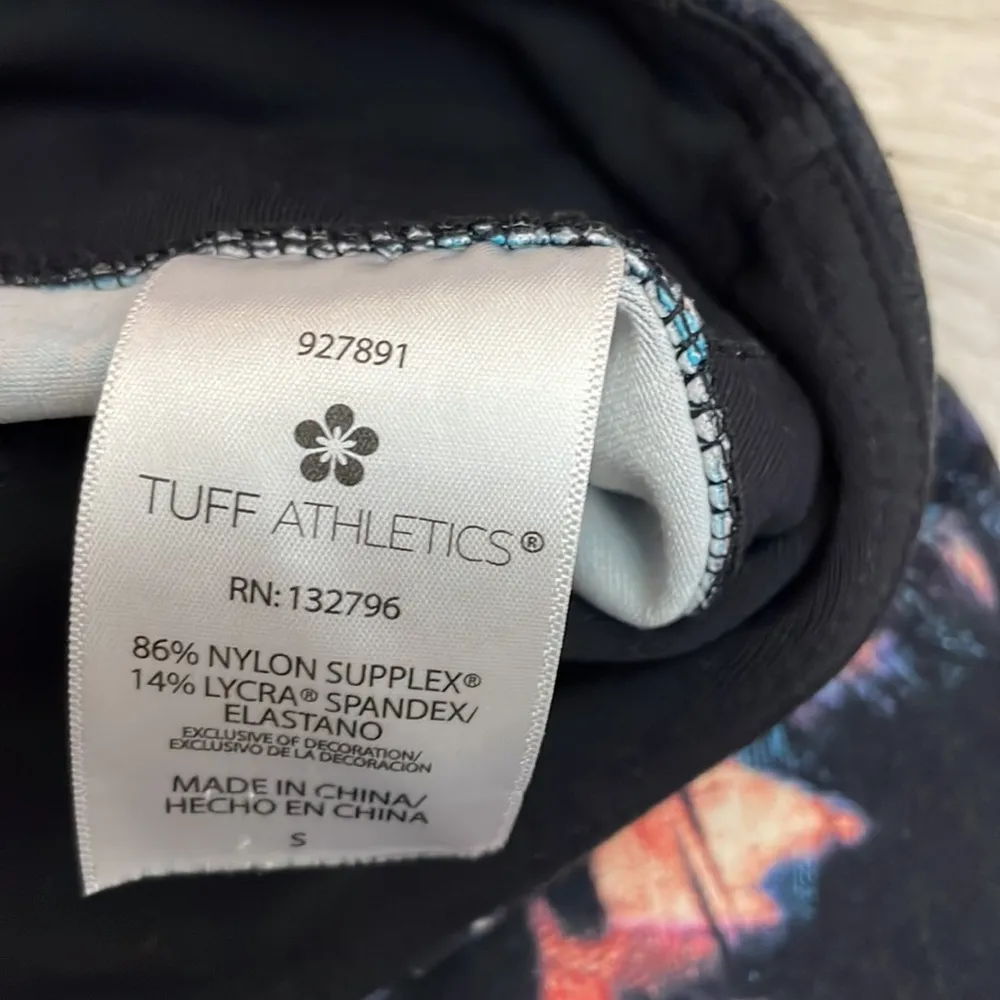 927891
TUFF ATHLETICS®
RN: 132796
86% NYLON SUPPLEX®
14% LYCRA® SPANDEX/
ELASTANO
EXCLUSIVE OF DECORATION/
EXCLUSIVO DE LA DECORACIÓN
MADE IN CHINA/
HECHO EN CHINA
S